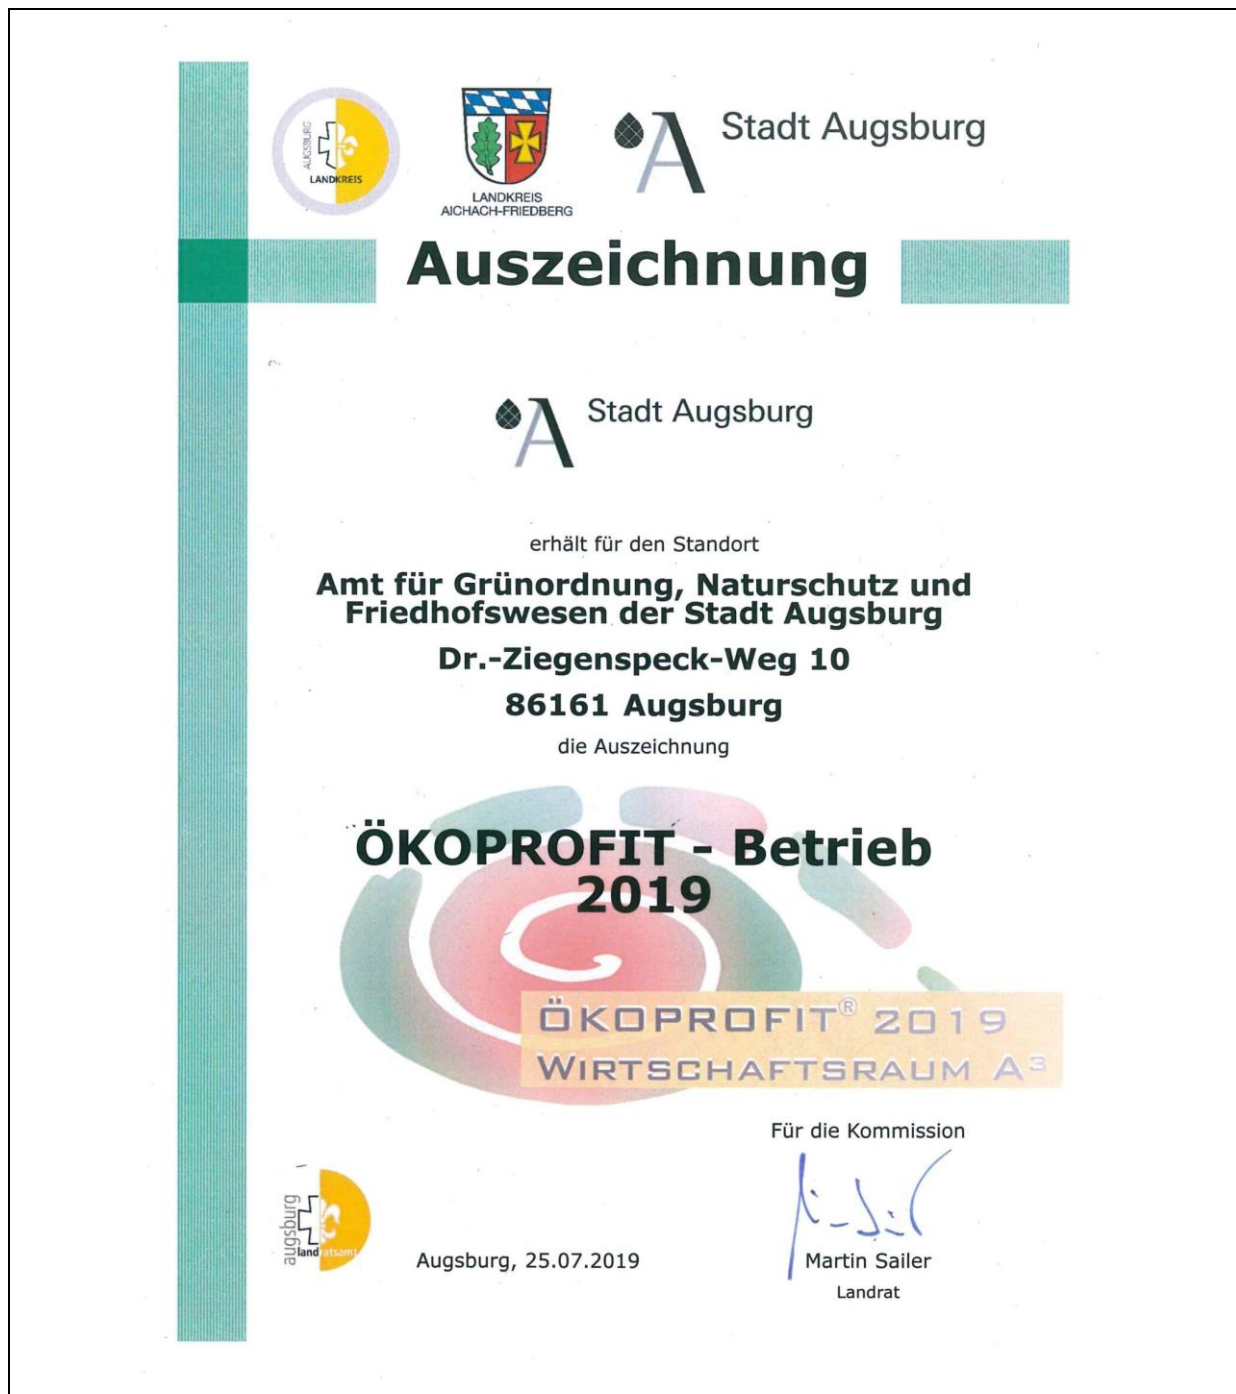 AUGSBURG
LANDKREIS
LANDKREIS
AICHACH-FRIEDBERG
Stadt Augsburg
Auszeichnung
Stadt Augsburg
erhält für den Standort
Amt für Grünordnung, Naturschutz und
Friedhofswesen der Stadt Augsburg
Dr.-Ziegenspeck-Weg 10
86161 Augsburg
die Auszeichnung
ÖKOPROFIT - Betrieb
2019
ÖKOPROFIT® 2019
WIRTSCHAFTSRAUM A³
Für die Kommission
augsburg
landratsamt
Augsburg, 25.07.2019
Martin Sailer
Landrat